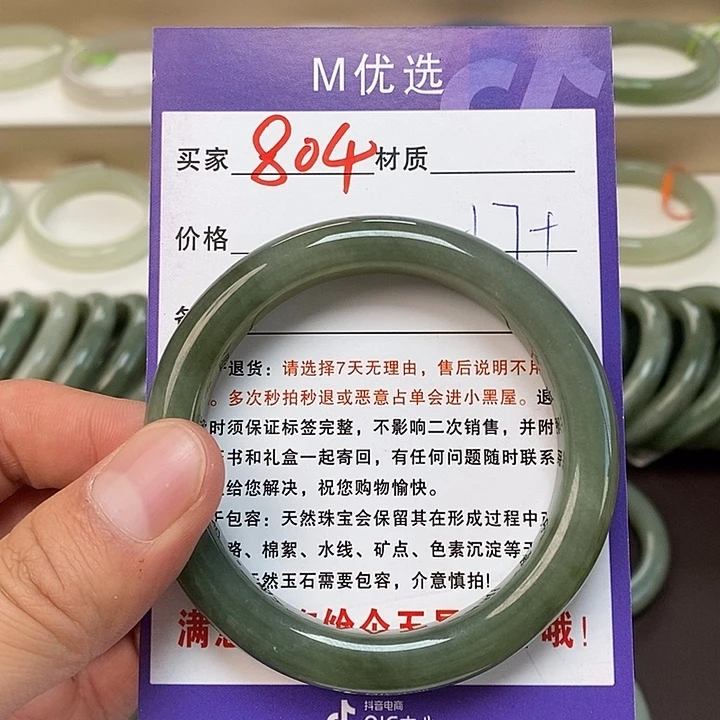 M优选
买家 804 材质
价格 17+
退货：请选择7天无理由，售后说明不用
。多次秒拍秒退或恶意占单会进小黑屋。退
时须保证标签完整，不影响二次销售，并附
书和礼盒一起寄回，有任何问题随时联系
给您解决，祝您购物愉快。
包容：天然珠宝会保留其在形成过程中
、棉絮、水线、矿点、色素沉淀等
然玉石需要包容，介意慎拍！
满 哦！
抖音电商